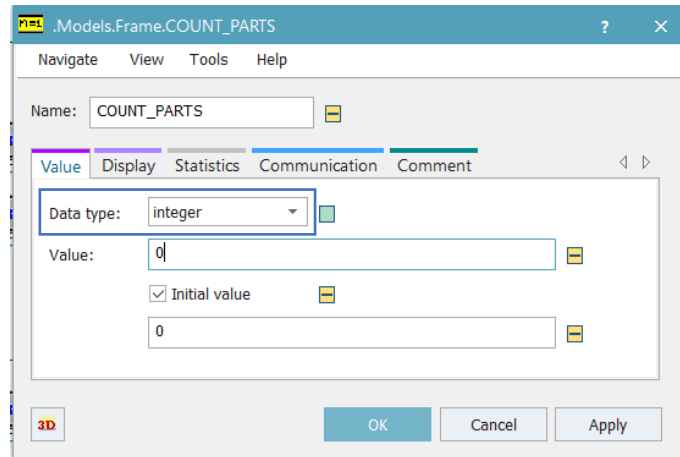 n=1 .Models.Frame.COUNT_PARTS ? ×
Navigate View Tools Help
Name: COUNT_PARTS
Value Display Statistics Communication Comment
Data type: integer
Value: 0
Initial value
0
3D OK Cancel Apply